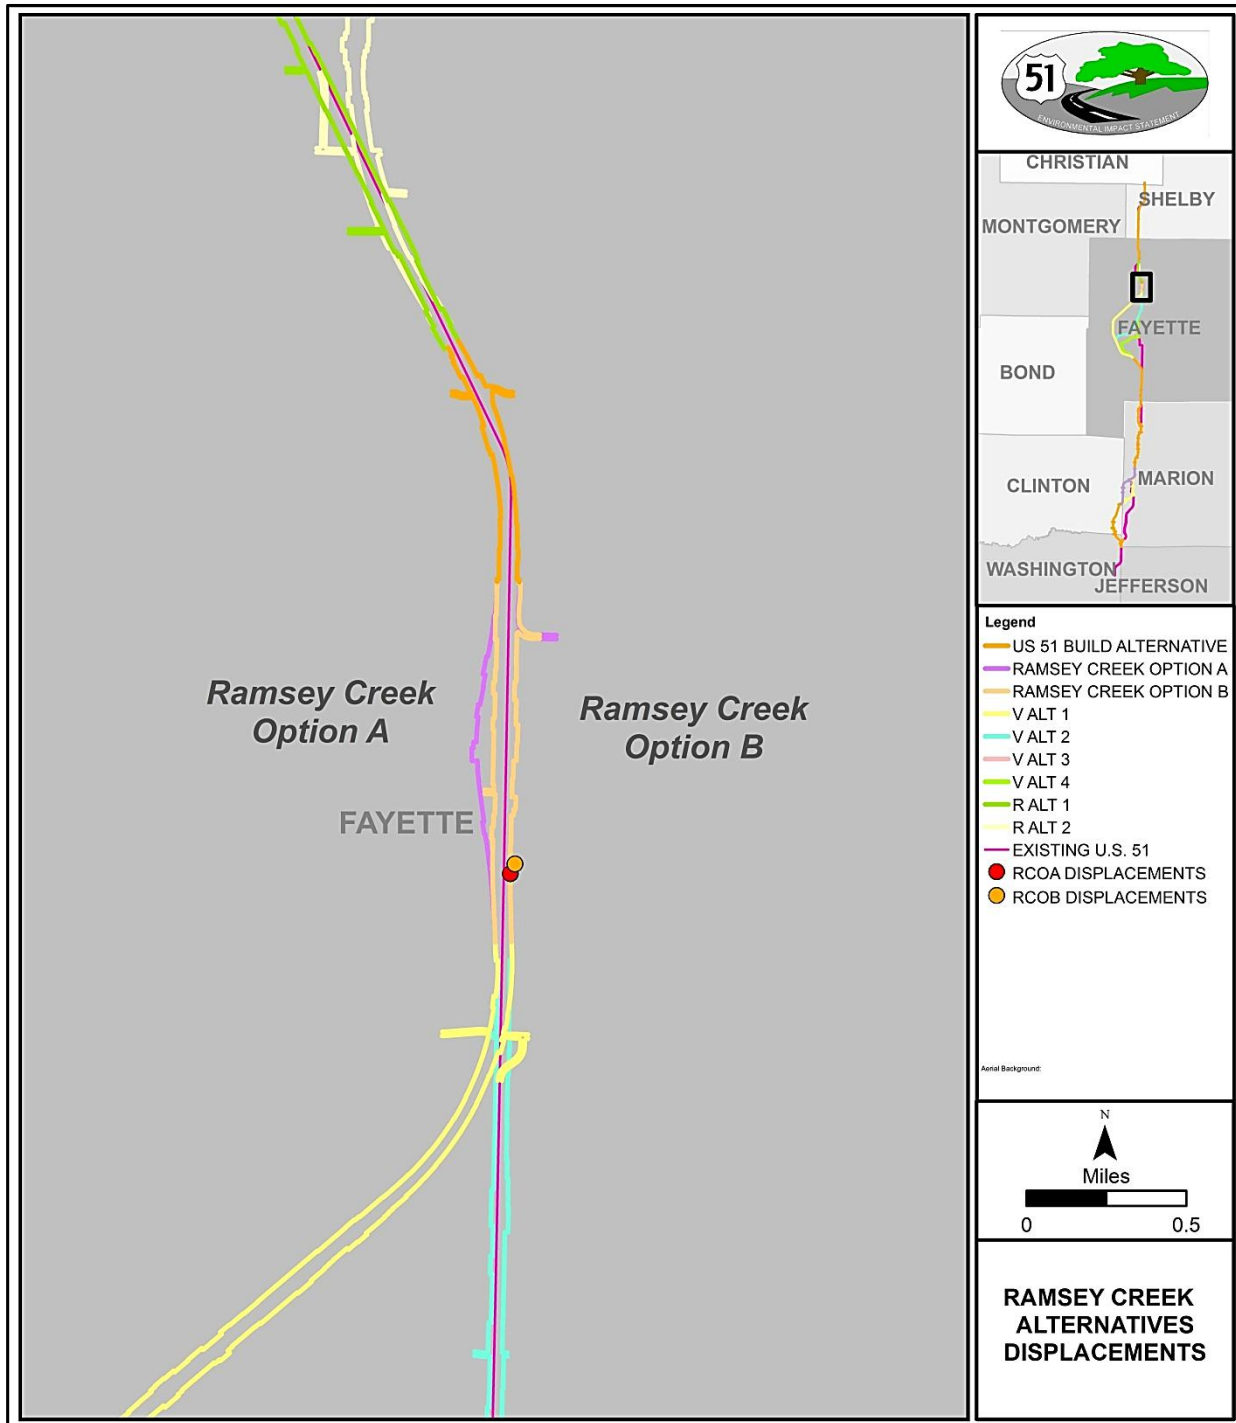 Ramsey Creek
Option A
Ramsey Creek
Option B
FAYETTE
51
ENVIRONMENTAL IMPACT STATEMENT
CHRISTIAN
SHELBY
MONTGOMERY
FAYETTE
BOND
CLINTON
MARION
WASHINGTON
JEFFERSON
Legend
US 51 BUILD ALTERNATIVE
RAMSEY CREEK OPTION A
RAMSEY CREEK OPTION B
V ALT 1
V ALT 2
V ALT 3
V ALT 4
R ALT 1
R ALT 2
EXISTING U.S. 51
RCOA DISPLACEMENTS
RCOB DISPLACEMENTS
Aerial Background:
N
Miles
0 0.5
RAMSEY CREEK
ALTERNATIVES
DISPLACEMENTS